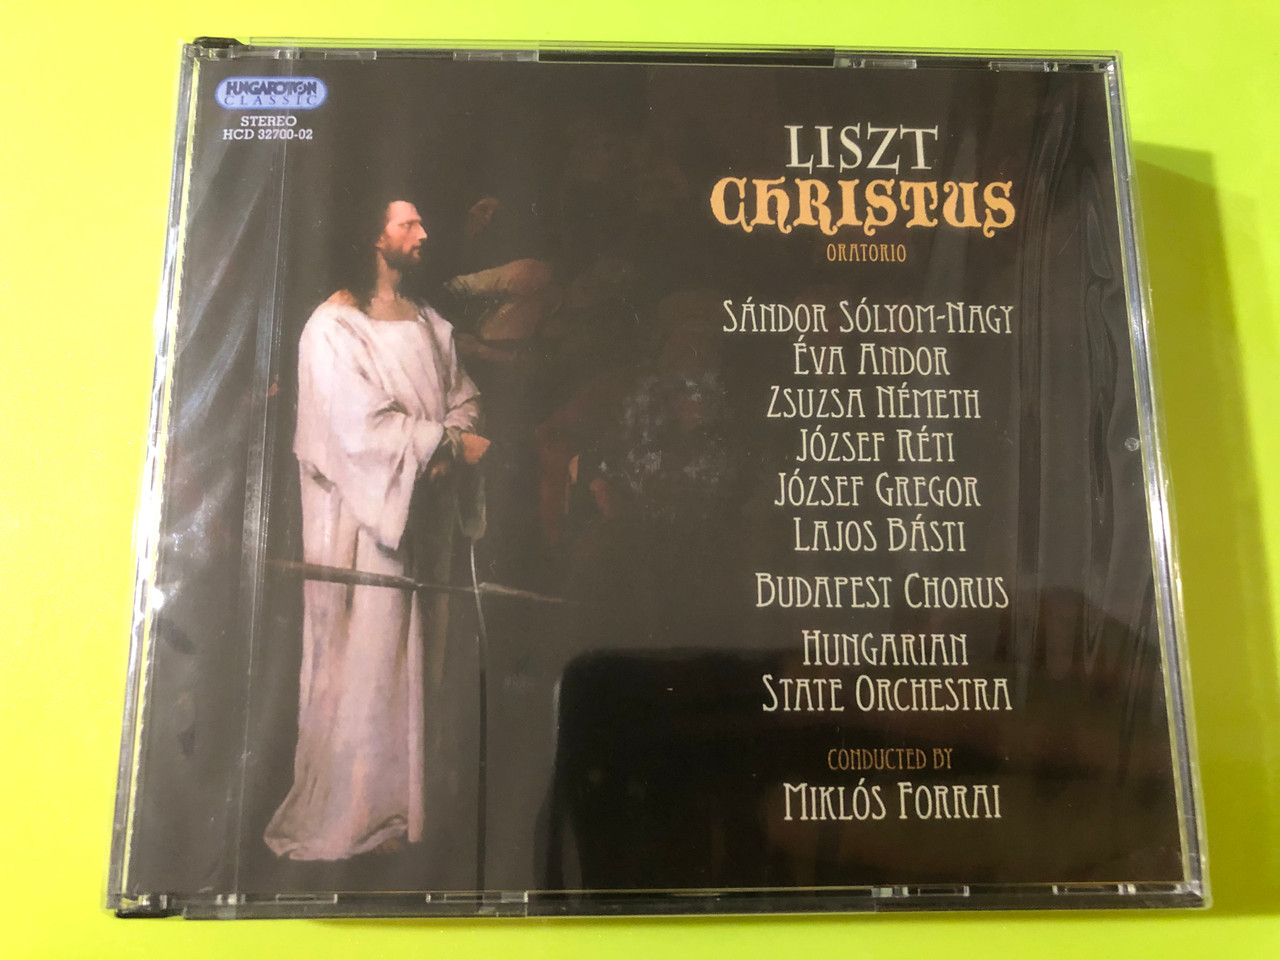 HUNGAROTON
CLASSIC
STEREO
HCD 32700-02
LISZT
CHRISTUS
ORATORIO
SÁNDOR SÓLYOM-NAGY
ÉVA ANDOR
ZSUZSA NÉMETH
JÓZSEF RÉTI
JÓZSEF GREGOR
LAJOS BÁSTI
BUDAPEST CHORUS
HUNGARIAN
STATE ORCHESTRA
CONDUCTED BY
MIKLÓS FORRAI